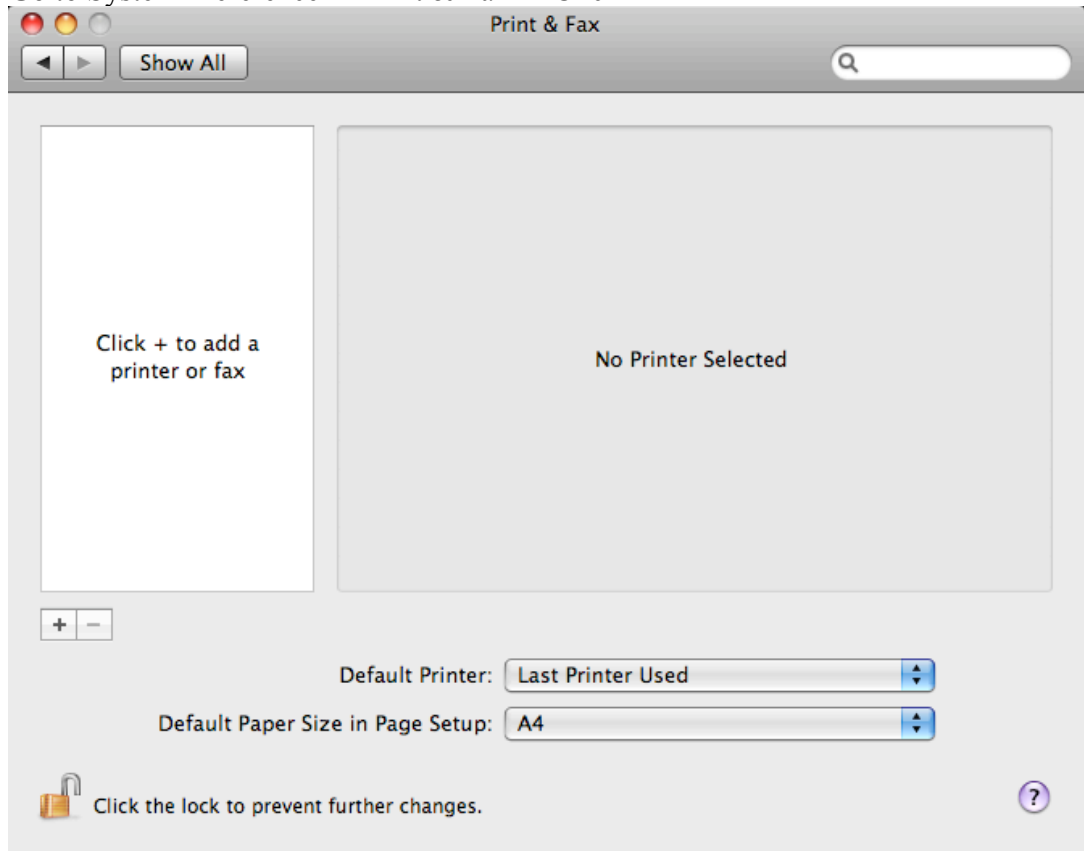 Print & Fax
Show All
Click + to add a
printer or fax
No Printer Selected
+ −
Default Printer: Last Printer Used
Default Paper Size in Page Setup: A4
Click the lock to prevent further changes.
?